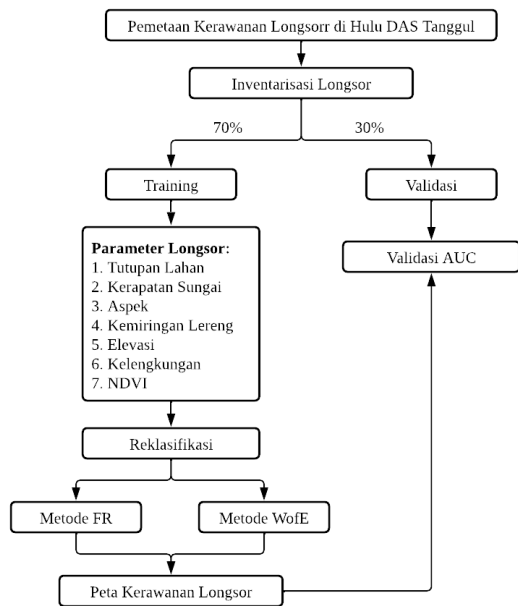 Pemetaan Kerawanan Longsorr di Hulu DAS Tanggul
Inventarisasi Longsor
70%
30%
Training
Validasi
Parameter Longsor:
1. Tutupan Lahan
2. Kerapatan Sungai
3. Aspek
4. Kemiringan Lereng
5. Elevasi
6. Kelengkungan
7. NDVI
Validasi AUC
Reklasifikasi
Metode FR
Metode WofE
Peta Kerawanan Longsor